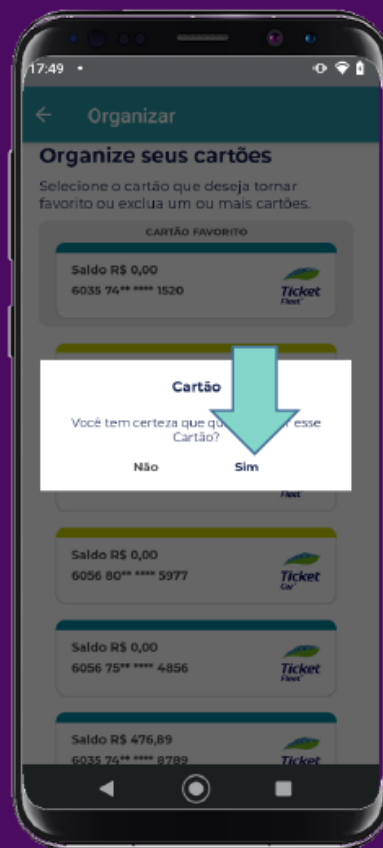 17:49
Organizar
Organize seus cartões
Selecione o cartão que deseja tornar
favorito ou exclua um ou mais cartões.
CARTÃO FAVORITO
Saldo R$ 0,00
6035 74** **** 1520
Ticket
Fleet
Cartão
Você tem certeza que esse
Cartão?
Não
Sim
Fleet
Saldo R$ 0,00
6056 80** **** 5977
Ticket
Car
Saldo R$ 0,00
6056 75** **** 4856
Ticket
Fleet
Saldo R$ 476,89
6035 74** **** 8789
Ticket